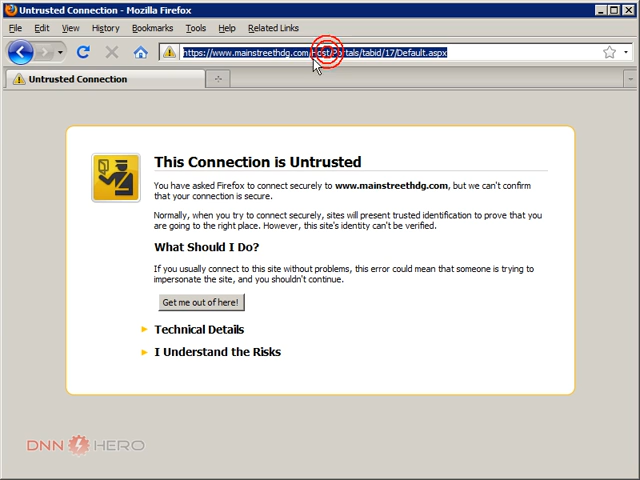 Untrusted Connection - Mozilla Firefox
File Edit View History Bookmarks Tools Help Related Links
https://www.mainstreethdg.com/Host/Portals/tabid/17/Default.aspx
Untrusted Connection
This Connection is Untrusted
You have asked Firefox to connect securely to www.mainstreethdg.com, but we can't confirm
that your connection is secure.
Normally, when you try to connect securely, sites will present trusted identification to prove that you
are going to the right place. However, this site's identity can't be verified.
What Should I Do?
If you usually connect to this site without problems, this error could mean that someone is trying to
impersonate the site, and you shouldn't continue.
Get me out of here!
Technical Details
I Understand the Risks
DNN HERO